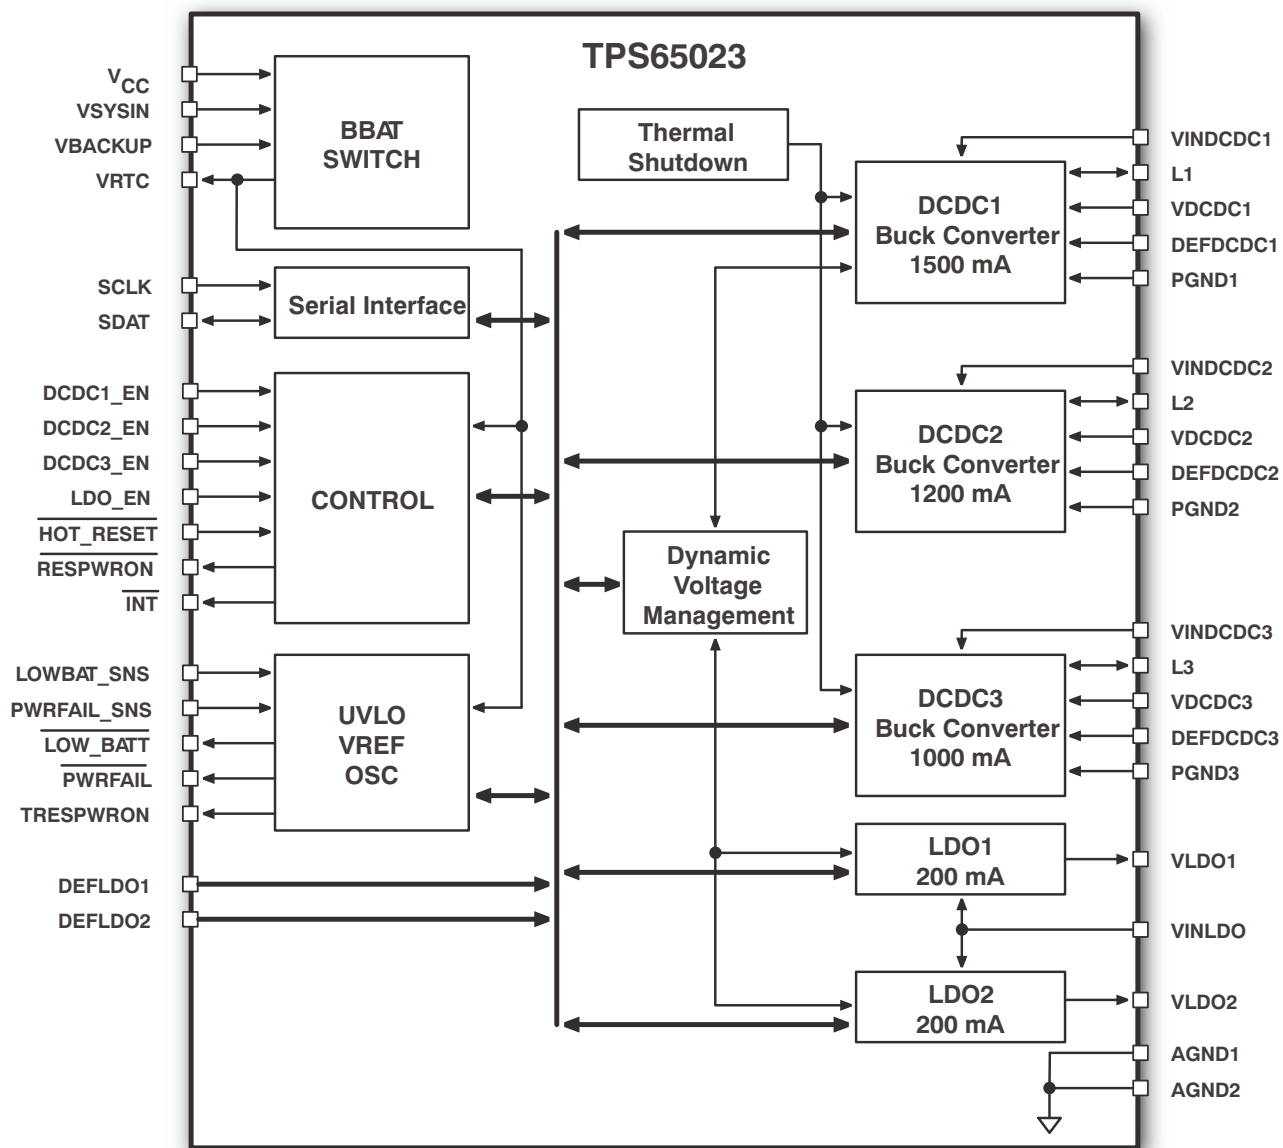 TPS65023
VCC
VSYSIN
VBACKUP
VRTC
BBAT
SWITCH
SCLK
SDAT
Serial Interface
DCDC1_EN
DCDC2_EN
DCDC3_EN
LDO_EN
HOT_RESET
RESPWRON
INT
CONTROL
LOWBAT_SNS
PWRFAIL_SNS
LOW_BATT
PWRFAIL
TRESPWRON
UVLO
VREF
OSC
DEFLDO1
DEFLDO2
Thermal
Shutdown
Dynamic
Voltage
Management
DCDC1
Buck Converter
1500 mA
VINDCDC1
L1
VDCDC1
DEFDCDC1
PGND1
DCDC2
Buck Converter
1200 mA
VINDCDC2
L2
VDCDC2
DEFDCDC2
PGND2
DCDC3
Buck Converter
1000 mA
VINDCDC3
L3
VDCDC3
DEFDCDC3
PGND3
LDO1
200 mA
VLDO1
VINLDO
LDO2
200 mA
VLDO2
AGND1
AGND2